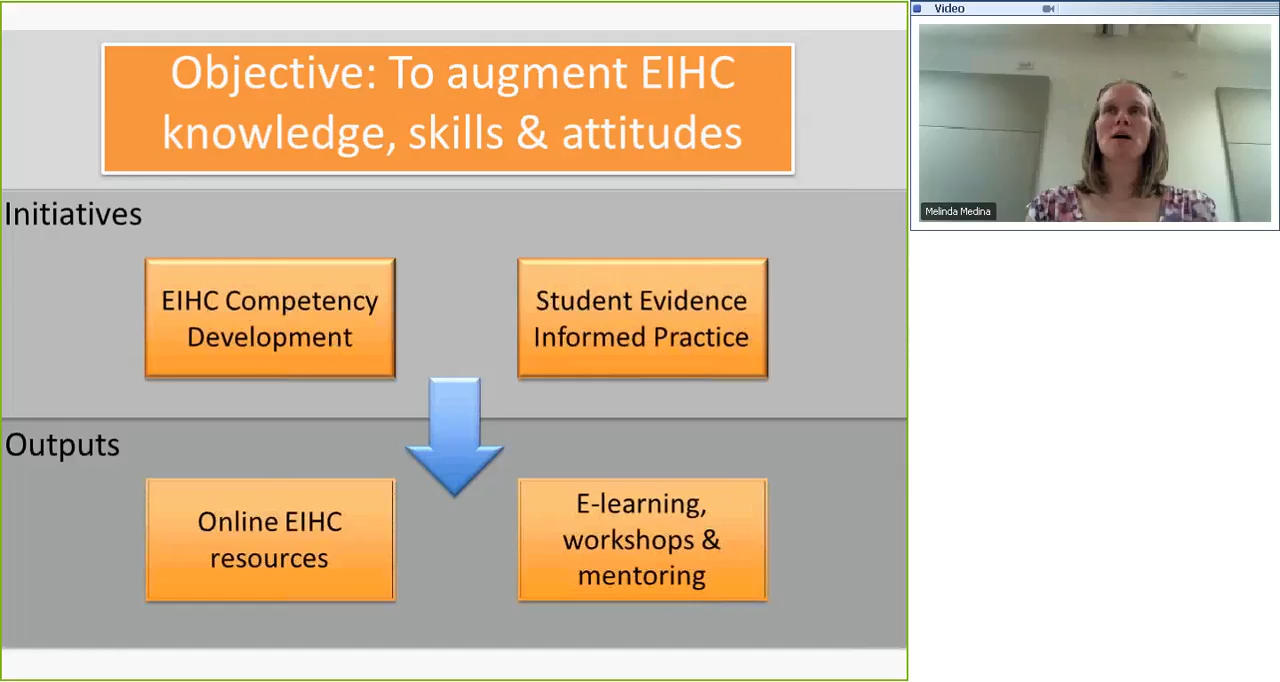 Objective: To augment EIHC
knowledge, skills & attitudes
Initiatives
EIHC Competency
Development
Student Evidence
Informed Practice
Outputs
Online EIHC
resources
E-learning,
workshops &
mentoring
Video
Melinda Medina